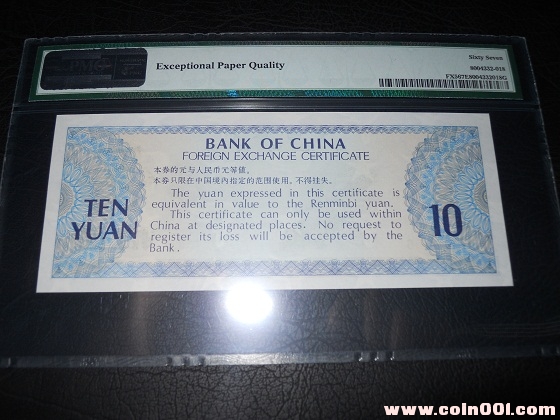 Exceptional Paper Quality
Sixty Seven
8004322-018
FX567E8004322018G
BANK OF CHINA
FOREIGN EXCHANGE CERTIFICATE
本券的元与人民币元等值。
本券只限在中国境内指定的范围使用，不得挂失。
TEN
YUAN
The yuan expressed in this certificate is
equivalent in value to the Renminbi yuan.
This certificate can only be used within
China at designated places. No request to
register its loss will be accepted by the
Bank.
10
www.coin001.com